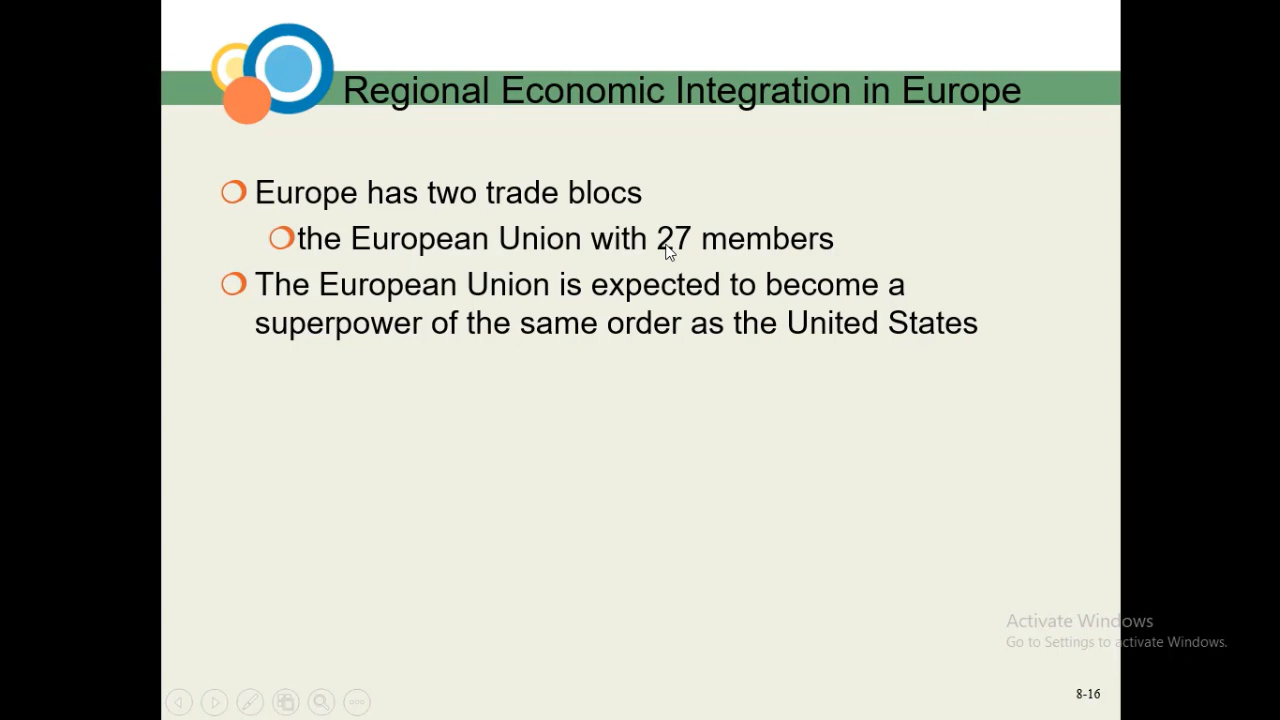 Regional Economic Integration in Europe
Europe has two trade blocs
the European Union with 27 members
The European Union is expected to become a
superpower of the same order as the United States
Activate Windows
Go to Settings to activate Windows.
8-16